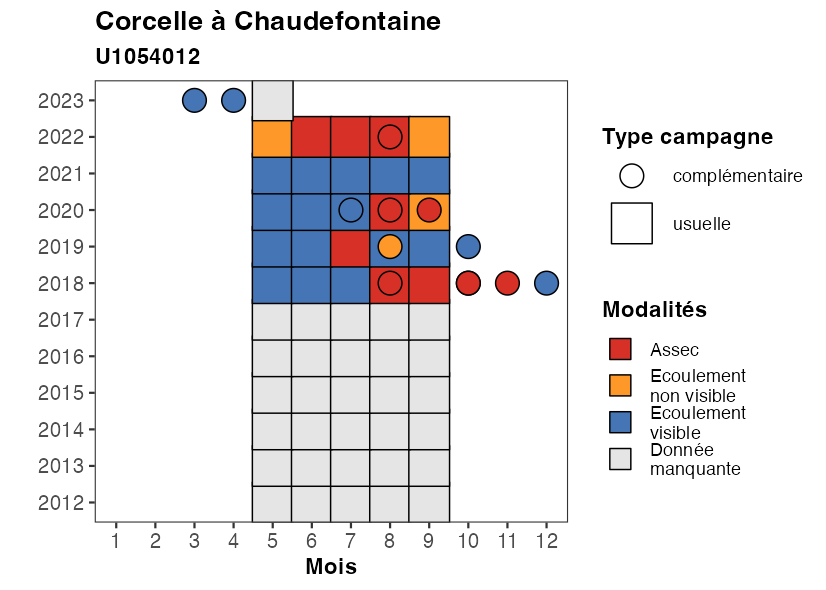 Corcelle à Chaudefontaine
U1054012
2023
2022
2021
2020
2019
2018
2017
2016
2015
2014
2013
2012
1 2 3 4 5 6 7 8 9 10 11 12
Mois
Type campagne
complémentaire
usuelle
Modalités
Assec
Ecoulement
non visible
Ecoulement
visible
Donnée
manquante